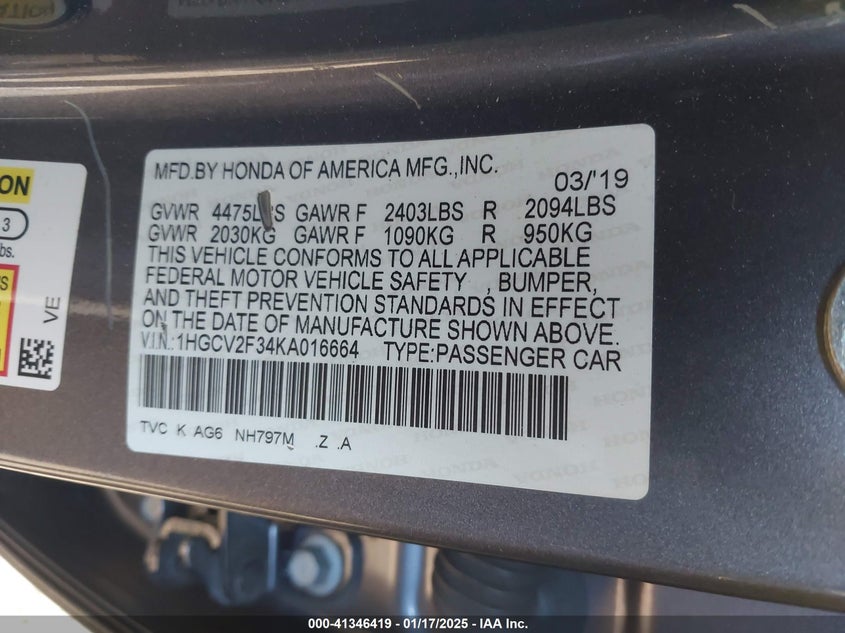 MFD.BY HONDA OF AMERICA MFG.,INC.
03/'19
GVWR 4475LBS GAWR F 2403LBS R 2094LBS
GVWR 2030KG GAWR F 1090KG R 950KG
THIS VEHICLE CONFORMS TO ALL APPLICABLE
FEDERAL MOTOR VEHICLE SAFETY , BUMPER,
AND THEFT PREVENTION STANDARDS IN EFFECT
ON THE DATE OF MANUFACTURE SHOWN ABOVE.
V.I.N.:1HGCV2F34KA016664 TYPE:PASSENGER CAR
TVC K AG6 NH797M .Z .A
3
VE
000-41346419 — 01/17/2025 — IAA Inc.